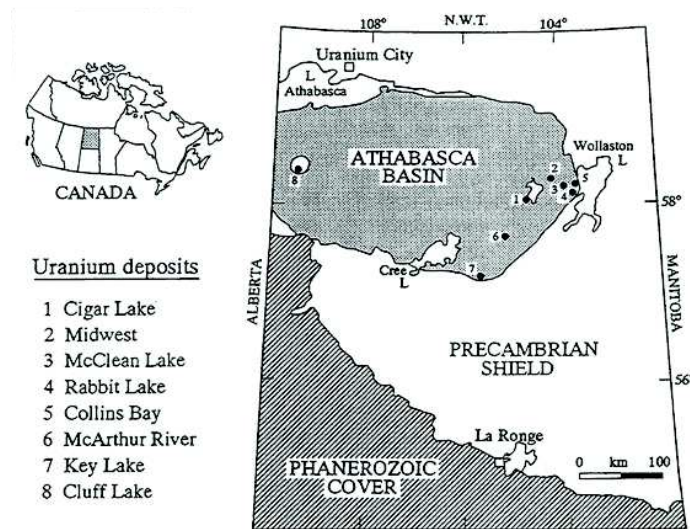 108°
N.W.T.
104°
Uranium City
L
Athabasca
ATHABASCA
BASIN
Wollaston
L
CANADA
8
2
5
3
4
1
58°
6
Cree
L
7
Uranium deposits
1 Cigar Lake
2 Midwest
3 McClean Lake
4 Rabbit Lake
5 Collins Bay
6 McArthur River
7 Key Lake
8 Cluff Lake
ALBERTA
MANITOBA
PRECAMBRIAN
SHIELD
56°
La Ronge
0 km 100
PHANEROZOIC
COVER